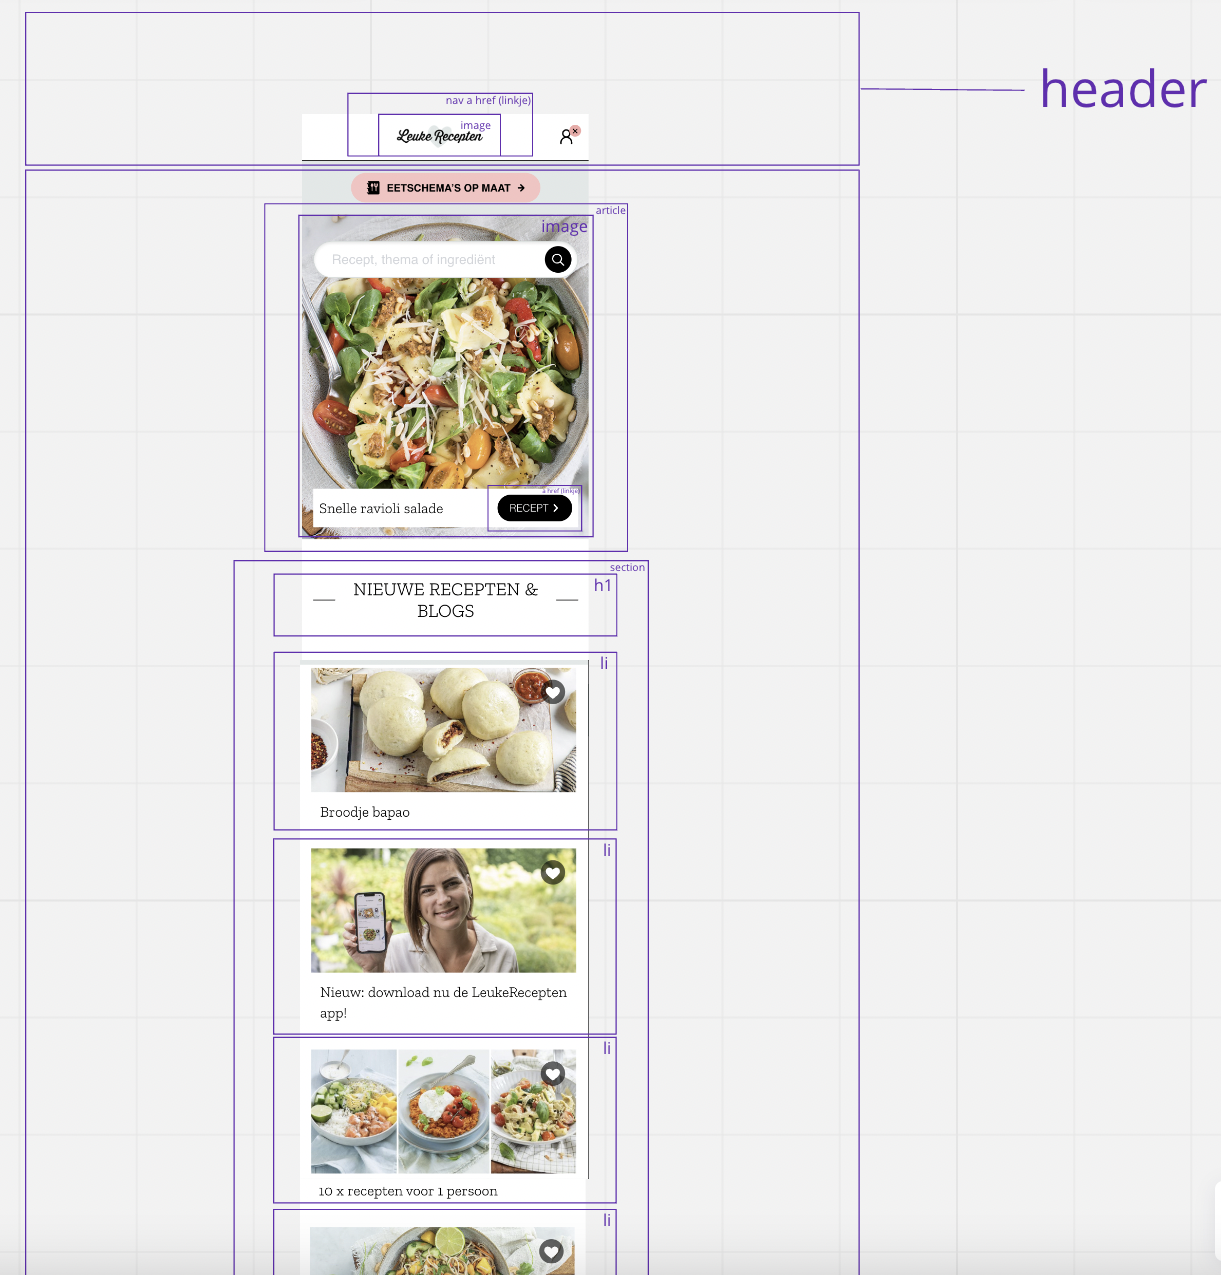 header
nav a href (linkje)
image
Leuke Recepten
EETSCHEMA'S OP MAAT
article
image
Recept, thema of ingrediënt
a href (linkje)
Snelle ravioli salade
RECEPT
section
h1
NIEUWE RECEPTEN &
BLOGS
li
Broodje bapao
li
Nieuw: download nu de LeukeRecepten
app!
li
10 x recepten voor 1 persoon
li